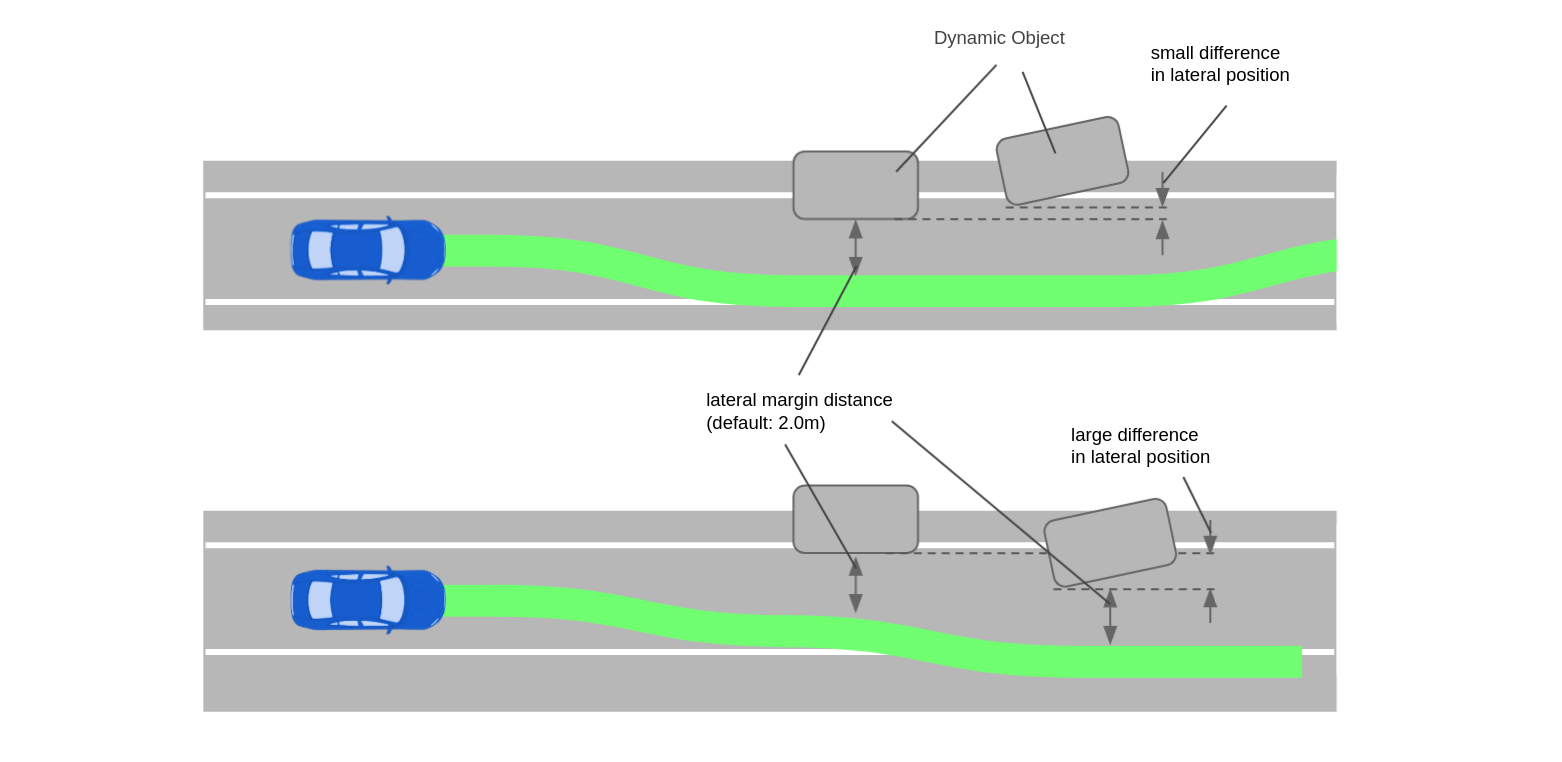 Dynamic Object
small difference
in lateral position
lateral margin distance
(default: 2.0m)
large difference
in lateral position